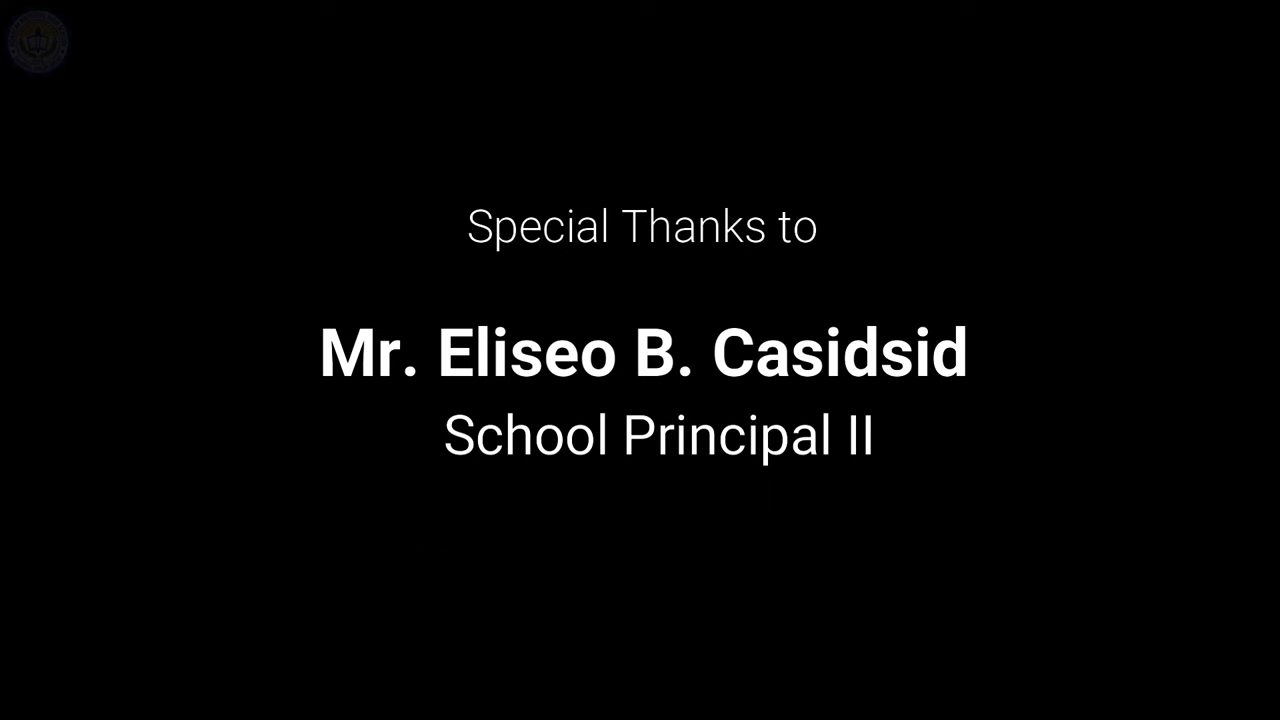 Special Thanks to
Mr. Eliseo B. Casidsid
School Principal II